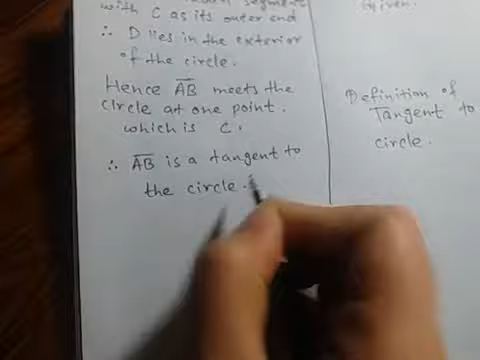 with C as its outer end
∴ D lies in the exterior
of the circle.
Hence AB meets the
circle at one point.
which is C.
∴ AB is a tangent to
the circle.
given.
Definition of
Tangent to
circle.